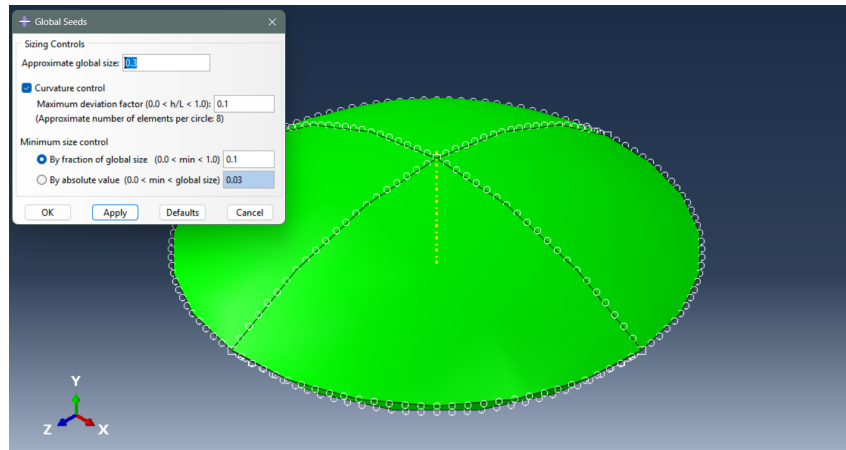 Global Seeds
Sizing Controls
Approximate global size: 0.3
Curvature control
Maximum deviation factor (0.0 < h/L < 1.0): 0.1
(Approximate number of elements per circle: 8)
Minimum size control
By fraction of global size (0.0 < min < 1.0) 0.1
By absolute value (0.0 < min < global size) 0.03
OK Apply Defaults Cancel
Y
Z X